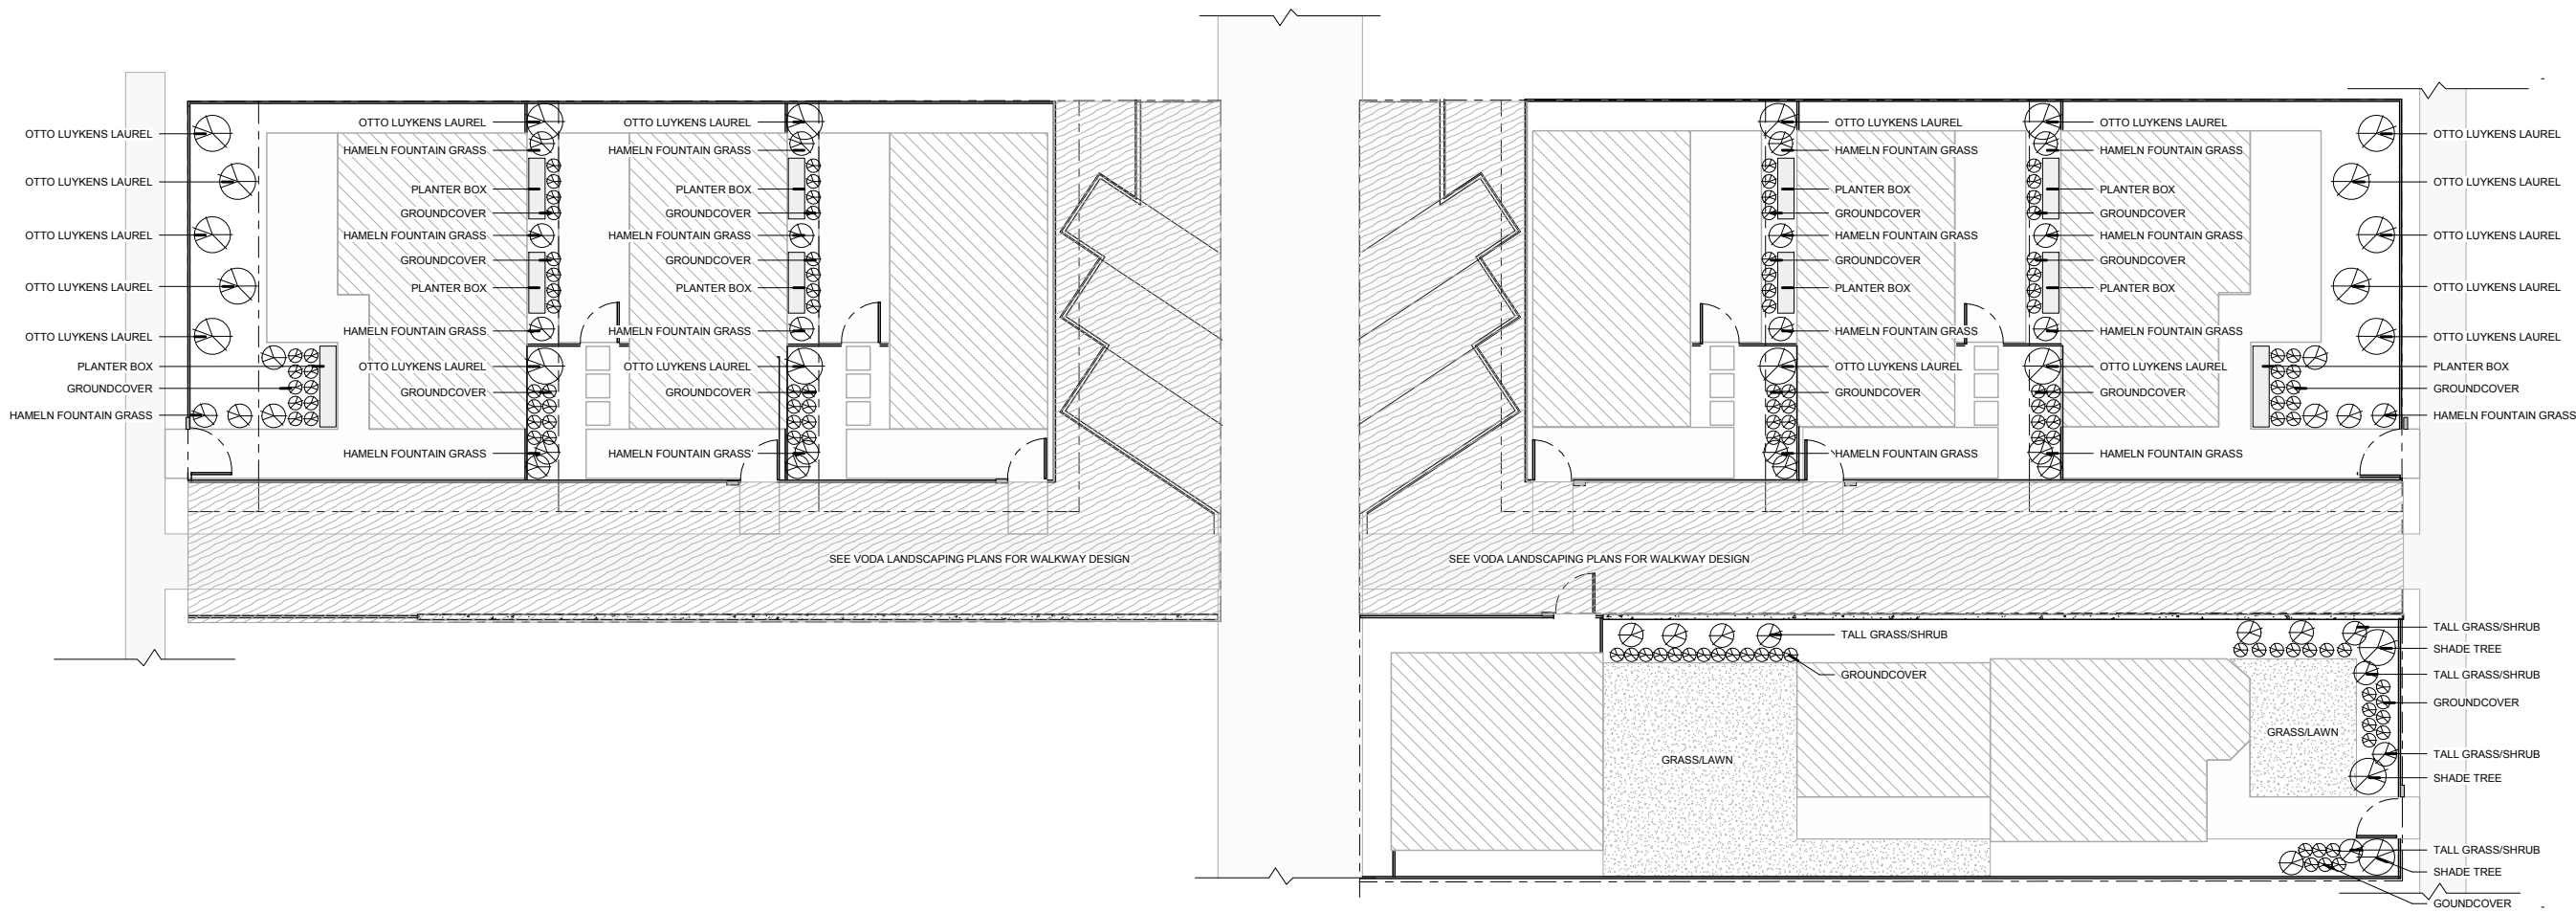 OTTO LUYKENS LAUREL
OTTO LUYKENS LAUREL
OTTO LUYKENS LAUREL
OTTO LUYKENS LAUREL
OTTO LUYKENS LAUREL
PLANTER BOX
GROUNDCOVER
HAMELN FOUNTAIN GRASS
OTTO LUYKENS LAUREL
HAMELN FOUNTAIN GRASS
PLANTER BOX
GROUNDCOVER
HAMELN FOUNTAIN GRASS
GROUNDCOVER
PLANTER BOX
HAMELN FOUNTAIN GRASS
OTTO LUYKENS LAUREL
GROUNDCOVER
HAMELN FOUNTAIN GRASS
OTTO LUYKENS LAUREL
HAMELN FOUNTAIN GRASS
PLANTER BOX
GROUNDCOVER
HAMELN FOUNTAIN GRASS
GROUNDCOVER
PLANTER BOX
HAMELN FOUNTAIN GRASS
OTTO LUYKENS LAUREL
GROUNDCOVER
HAMELN FOUNTAIN GRASS
SEE VODA LANDSCAPING PLANS FOR WALKWAY DESIGN
OTTO LUYKENS LAUREL
HAMELN FOUNTAIN GRASS
PLANTER BOX
GROUNDCOVER
HAMELN FOUNTAIN GRASS
GROUNDCOVER
PLANTER BOX
HAMELN FOUNTAIN GRASS
OTTO LUYKENS LAUREL
GROUNDCOVER
HAMELN FOUNTAIN GRASS
OTTO LUYKENS LAUREL
HAMELN FOUNTAIN GRASS
PLANTER BOX
GROUNDCOVER
HAMELN FOUNTAIN GRASS
GROUNDCOVER
PLANTER BOX
HAMELN FOUNTAIN GRASS
OTTO LUYKENS LAUREL
GROUNDCOVER
HAMELN FOUNTAIN GRASS
OTTO LUYKENS LAUREL
OTTO LUYKENS LAUREL
OTTO LUYKENS LAUREL
OTTO LUYKENS LAUREL
OTTO LUYKENS LAUREL
PLANTER BOX
GROUNDCOVER
HAMELN FOUNTAIN GRASS
SEE VODA LANDSCAPING PLANS FOR WALKWAY DESIGN
TALL GRASS/SHRUB
GROUNDCOVER
GRASS/LAWN
GRASS/LAWN
TALL GRASS/SHRUB
SHADE TREE
TALL GRASS/SHRUB
GROUNDCOVER
TALL GRASS/SHRUB
SHADE TREE
TALL GRASS/SHRUB
SHADE TREE
GOUNDCOVER